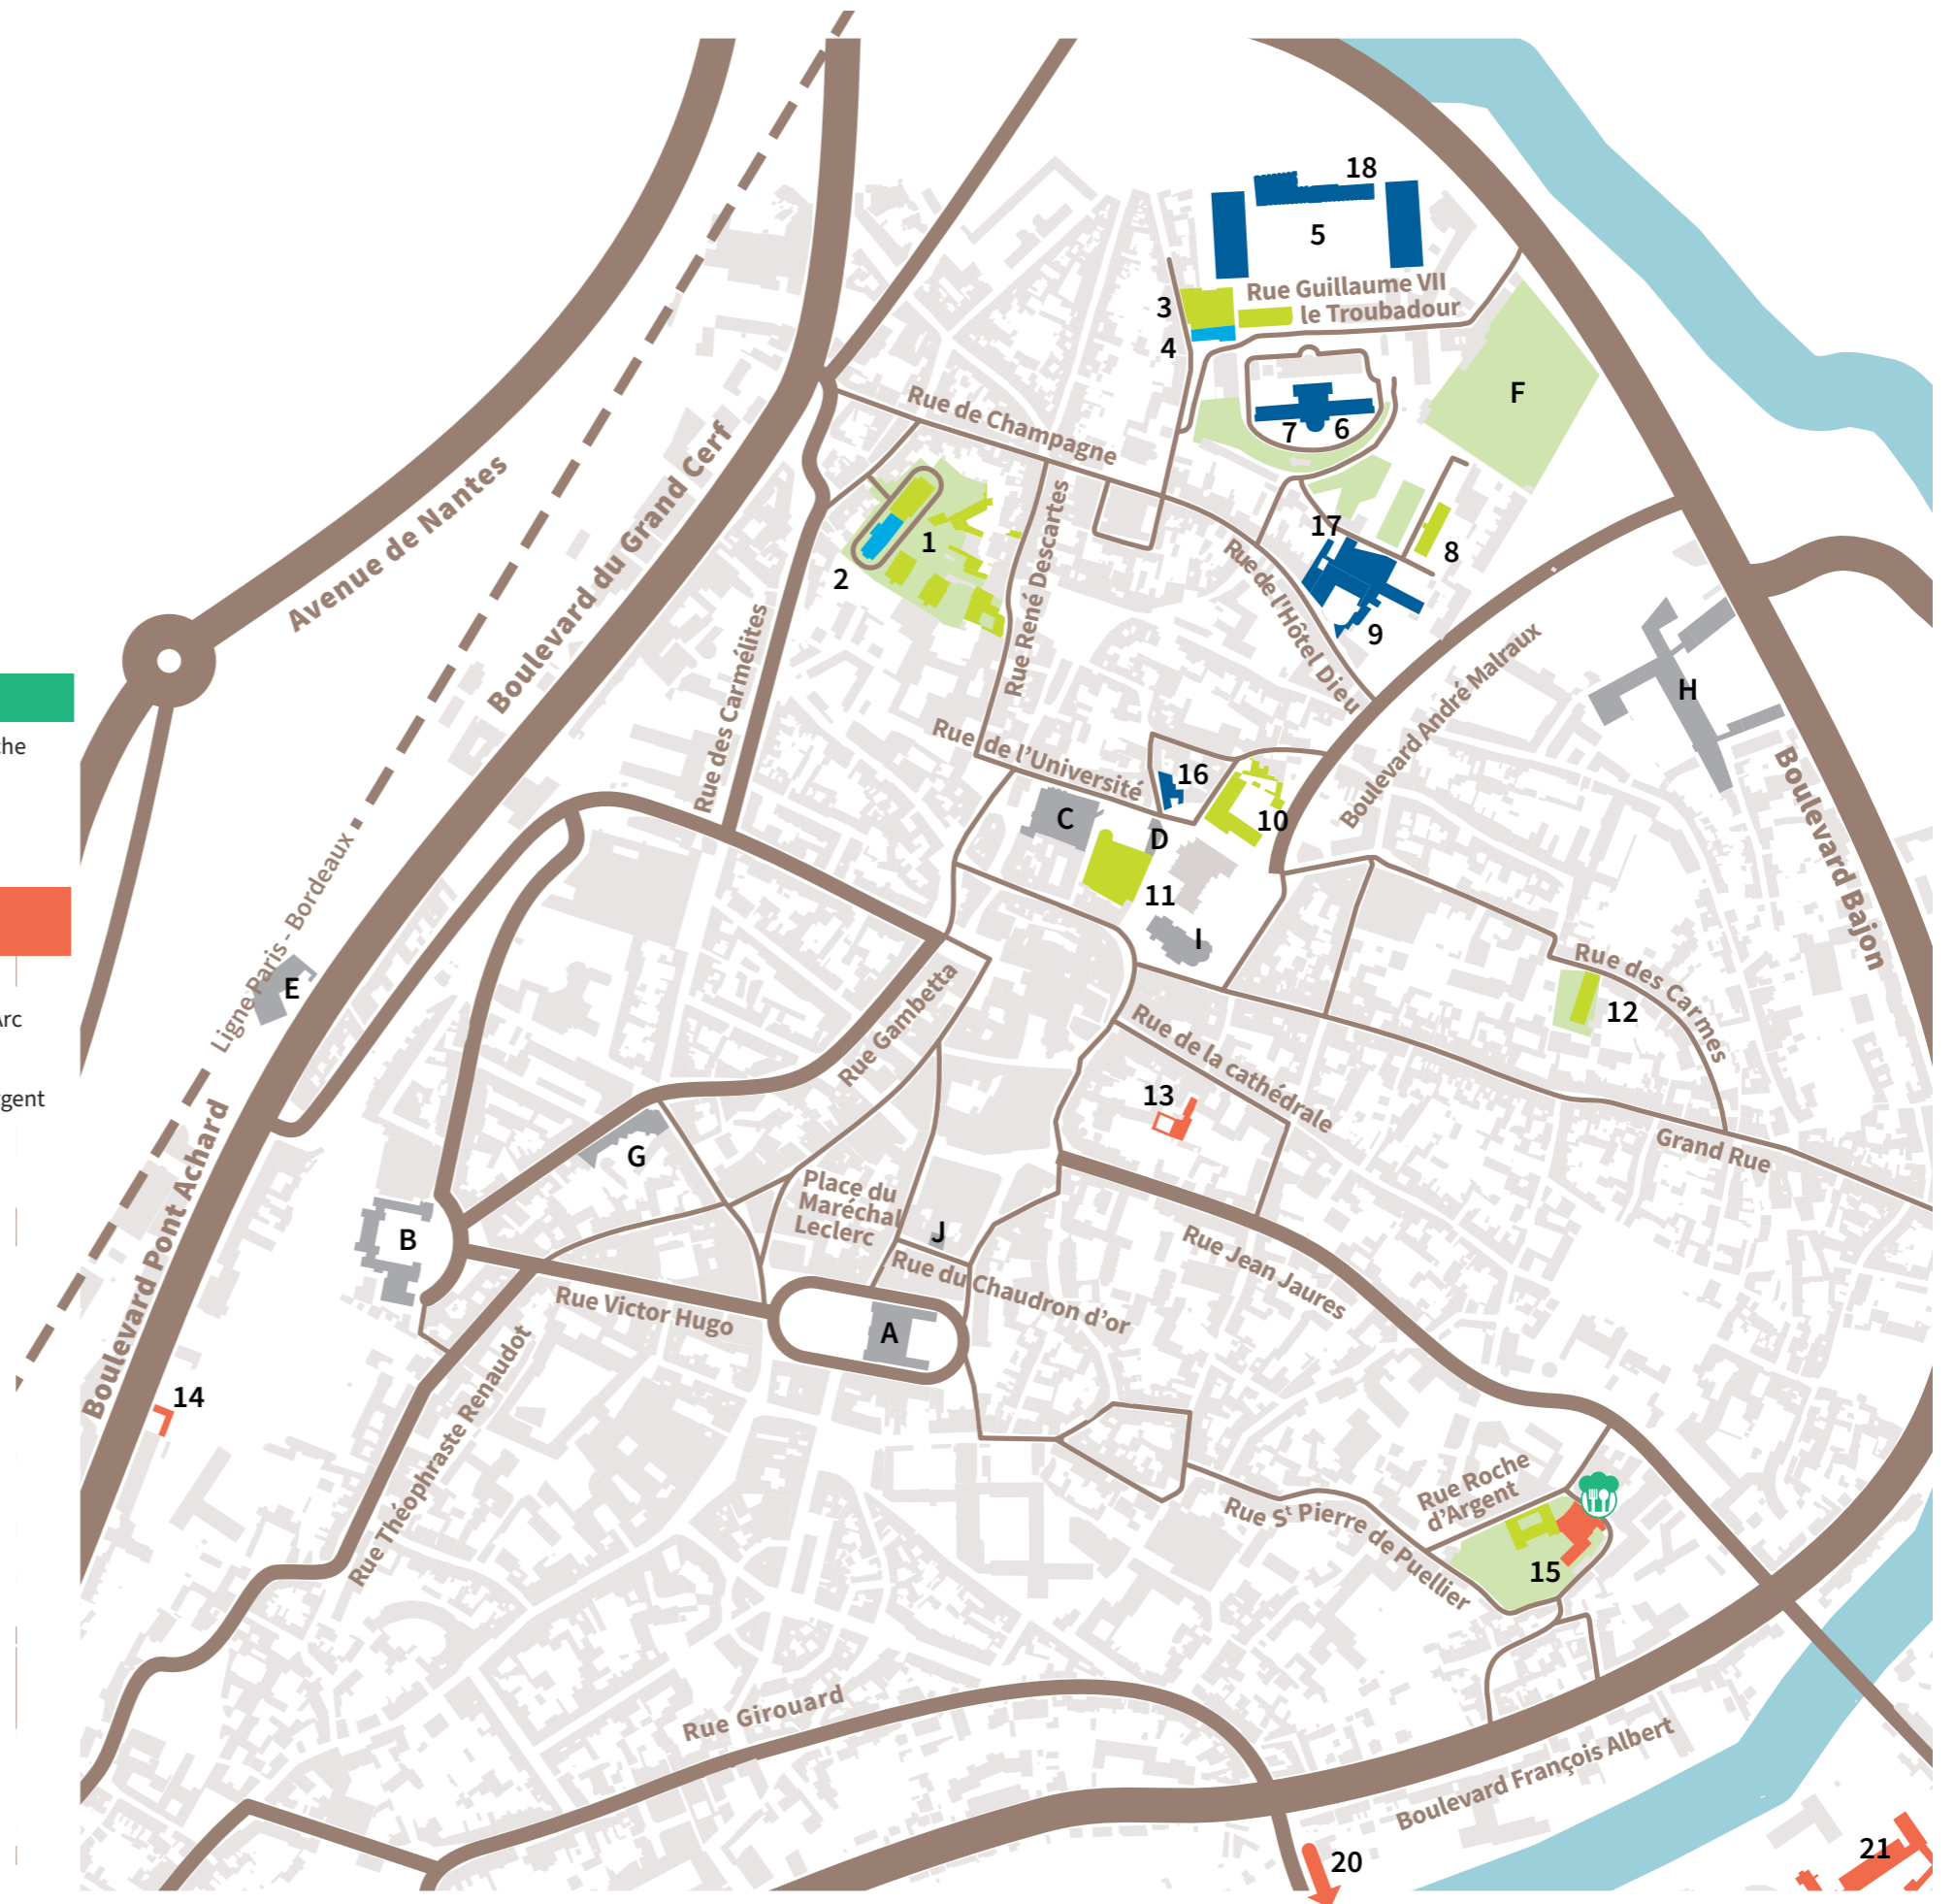 18
5
Rue Guillaume VII
le Troubadour
3
4
F
Rue de Champagne
7
6
Avenue de Nantes
Boulevard du Grand Cerf
17
8
1
2
Rue René Descartes
Rue de l'Hôtel Dieu
9
Rue des Carmélites
Boulevard André Malraux
H
che
Rue de l'Université
16
C
D
10
Boulevard Bajon
11
Ligne Paris - Bordeaux
I
E
Rue des Carmes
12
Arc
Rue Gambetta
Rue de la cathédrale
13
rgent
Boulevard Pont Achard
G
Grand Rue
Place du
Maréchal
Leclerc
B
J
Rue Jean Jaures
Rue du Chaudron d'or
Rue Victor Hugo
A
14
Rue Théophraste Renaudot
Rue Roche
d'Argent
Rue St Pierre de Puellier
15
Rue Girouard
Boulevard François Albert
20
21